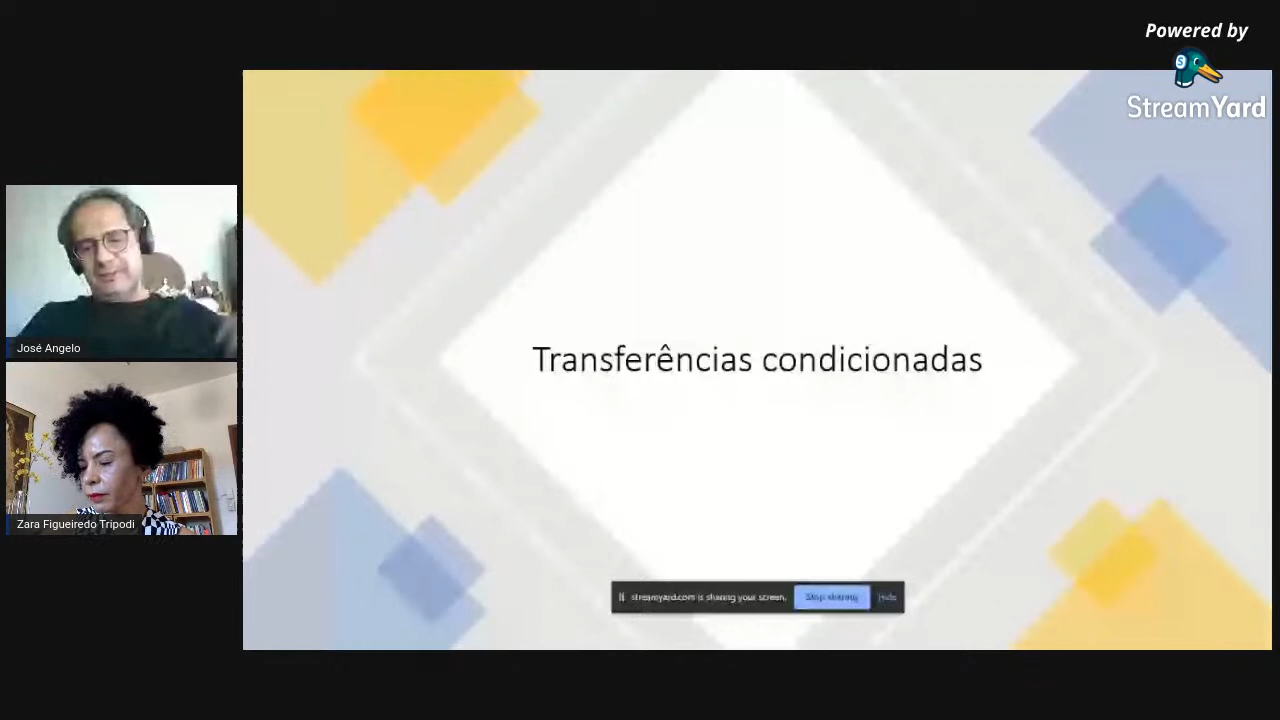 Powered by
StreamYard
José Angelo
Zara Figueiredo Tripodi
Transferências condicionadas
streamyard.com is sharing your screen.
Stop sharing
Hide